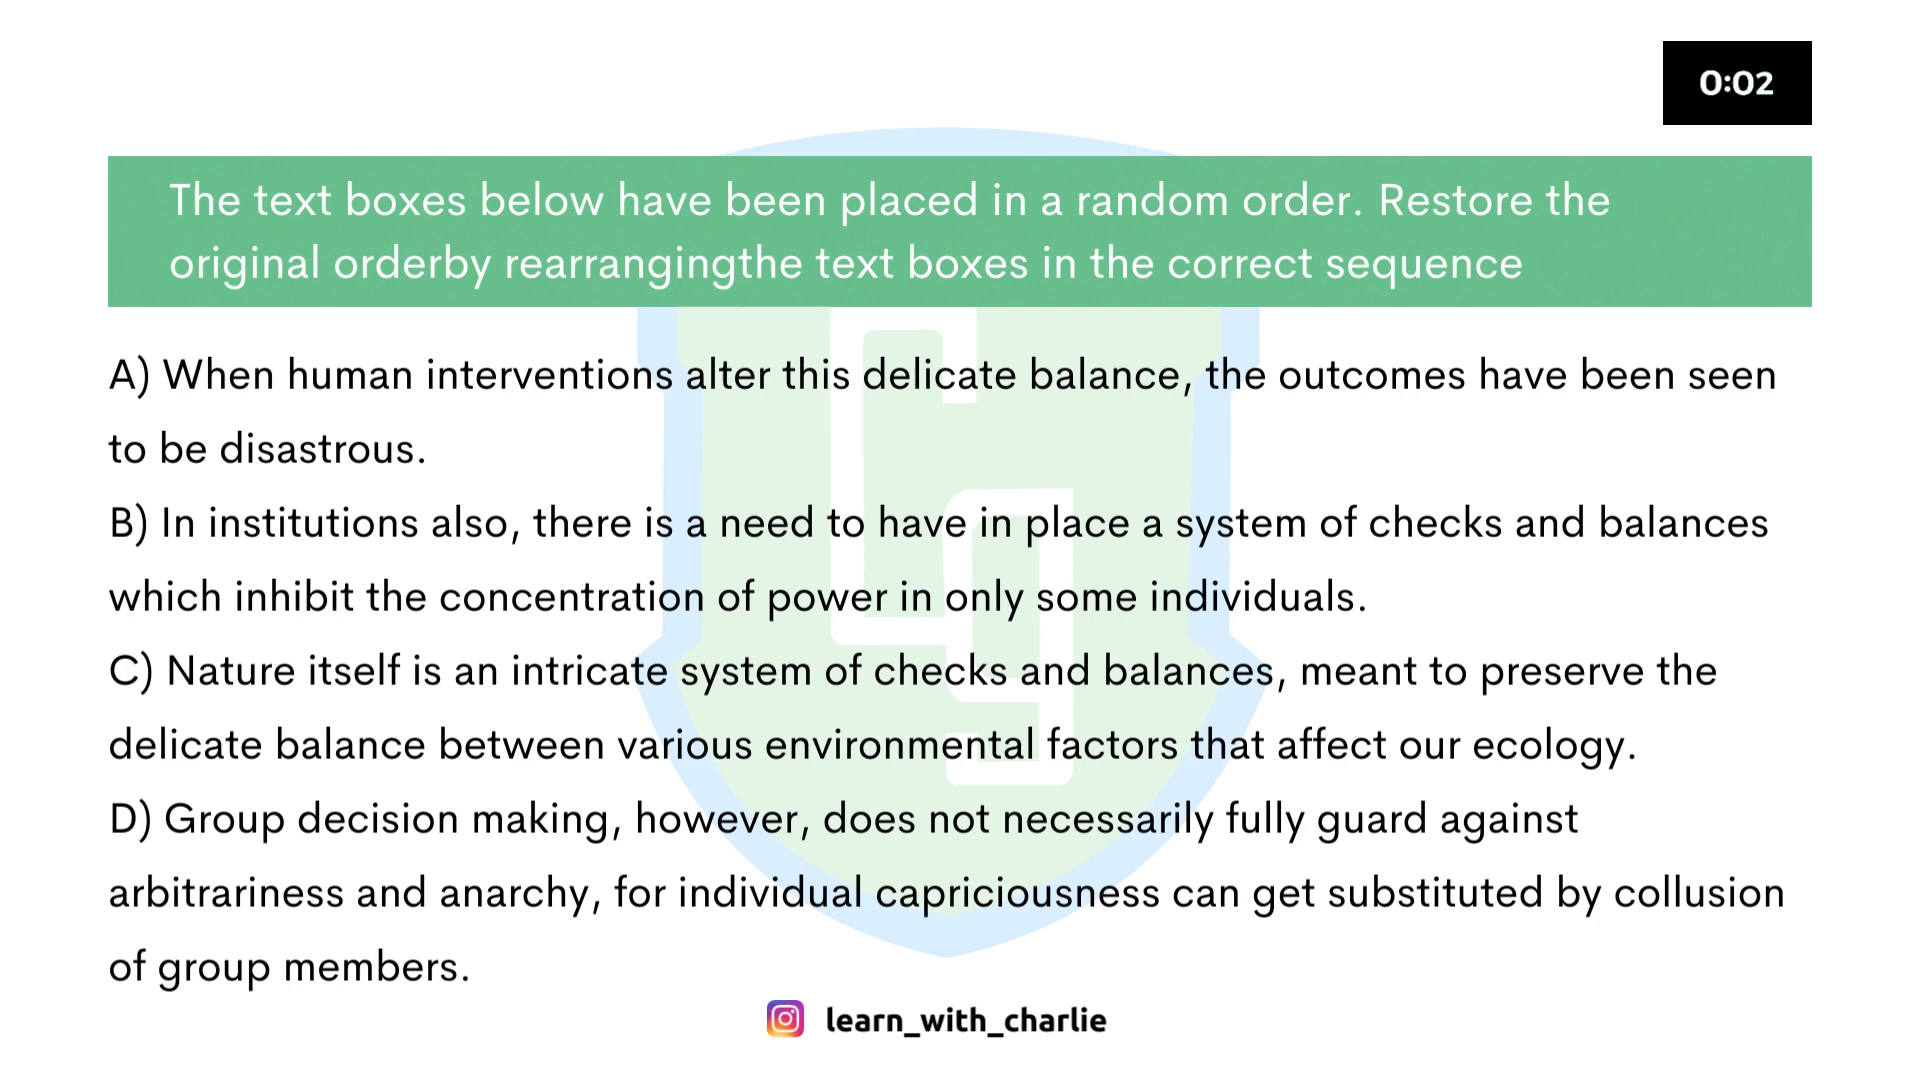 0:02
The text boxes below have been placed in a random order. Restore the
original orderby rearrangingthe text boxes in the correct sequence
A) When human interventions alter this delicate balance, the outcomes have been seen
to be disastrous.
B) In institutions also, there is a need to have in place a system of checks and balances
which inhibit the concentration of power in only some individuals.
C) Nature itself is an intricate system of checks and balances, meant to preserve the
delicate balance between various environmental factors that affect our ecology.
D) Group decision making, however, does not necessarily fully guard against
arbitrariness and anarchy, for individual capriciousness can get substituted by collusion
of group members.
learn_with_charlie